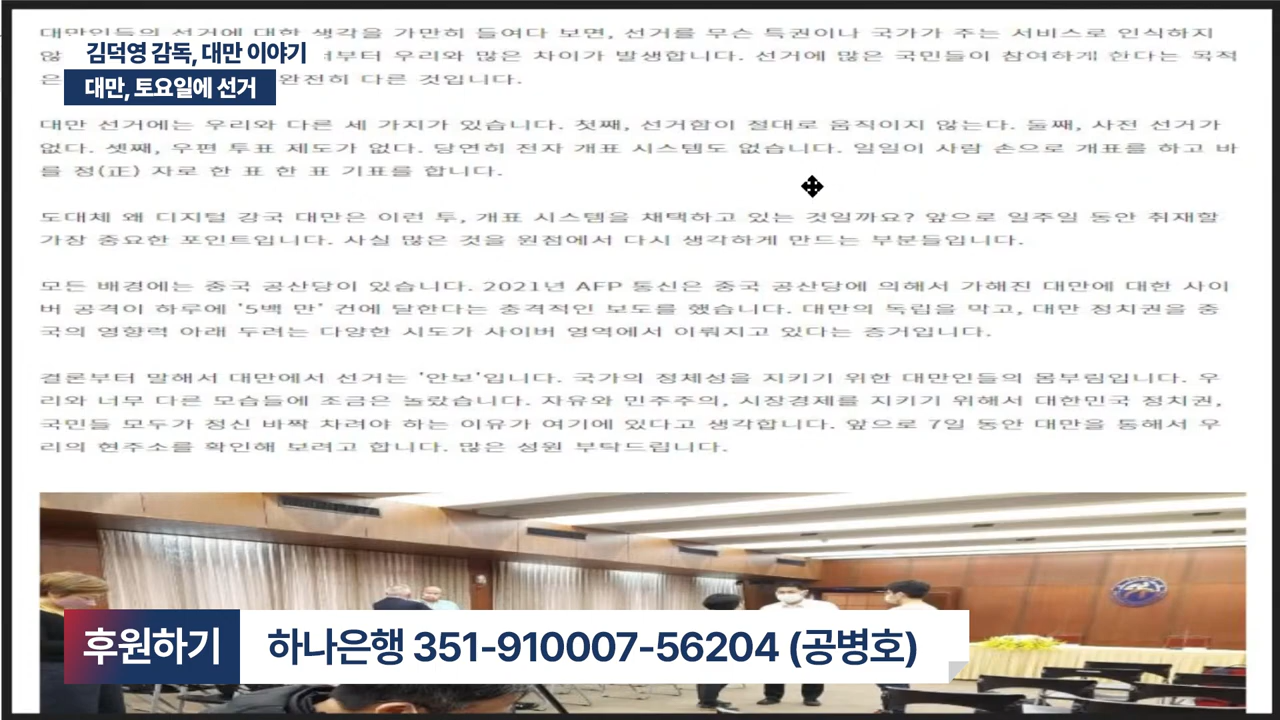 대만인들의 선거에 대한 생각을 가만히 들여다 보면, 선거를 무슨 특권이나 국가가 주는 서비스로 인식하지
김덕영 감독, 대만 이야기
않 부터 우리와 많은 차이가 발생합니다. 선거에 많은 국민들이 참여하게 한다는 목적
대만, 토요일에 선거
은 완전히 다른 것입니다.
대만 선거에는 우리와 다른 세 가지가 있습니다. 첫째, 선거함이 절대로 움직이지 않는다. 둘째, 사전 선거가
없다. 셋째, 우편 투표 제도가 없다. 당연히 전자 개표 시스템도 없습니다. 일일이 사람 손으로 개표를 하고 바
를 정(正) 자로 한 표 한 표 기표를 합니다.
도대체 왜 디지털 강국 대만은 이런 투, 개표 시스템을 채택하고 있는 것일까요? 앞으로 일주일 동안 취재할
가장 중요한 포인트입니다. 사실 많은 것을 원점에서 다시 생각하게 만드는 부분들입니다.
모든 배경에는 중국 공산당이 있습니다. 2021년 AFP 통신은 중국 공산당에 의해서 가해진 대만에 대한 사이
버 공격이 하루에 '5백 만' 건에 달한다는 충격적인 보도를 했습니다. 대만의 독립을 막고, 대만 정치권을 중
국의 영향력 아래 두려는 다양한 시도가 사이버 영역에서 이뤄지고 있다는 증거입니다.
결론부터 말해서 대만에서 선거는 '안보'입니다. 국가의 정체성을 지키기 위한 대만인들의 몸부림입니다. 우
리와 너무 다른 모습들에 조금은 놀랐습니다. 자유와 민주주의, 시장경제를 지키기 위해서 대한민국 정치권,
국민들 모두가 정신 바짝 차려야 하는 이유가 여기에 있다고 생각합니다. 앞으로 7일 동안 대만을 통해서 우
리의 현주소를 확인해 보려고 합니다. 많은 성원 부탁드립니다.
후원하기
하나은행 351-910007-56204 (공병호)